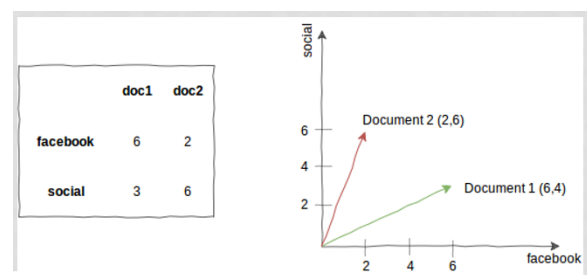 doc1 doc2
facebook 6 2
social 3 6
social
6
4
2
Document 2 (2,6)
Document 1 (6,4)
2 4 6
facebook